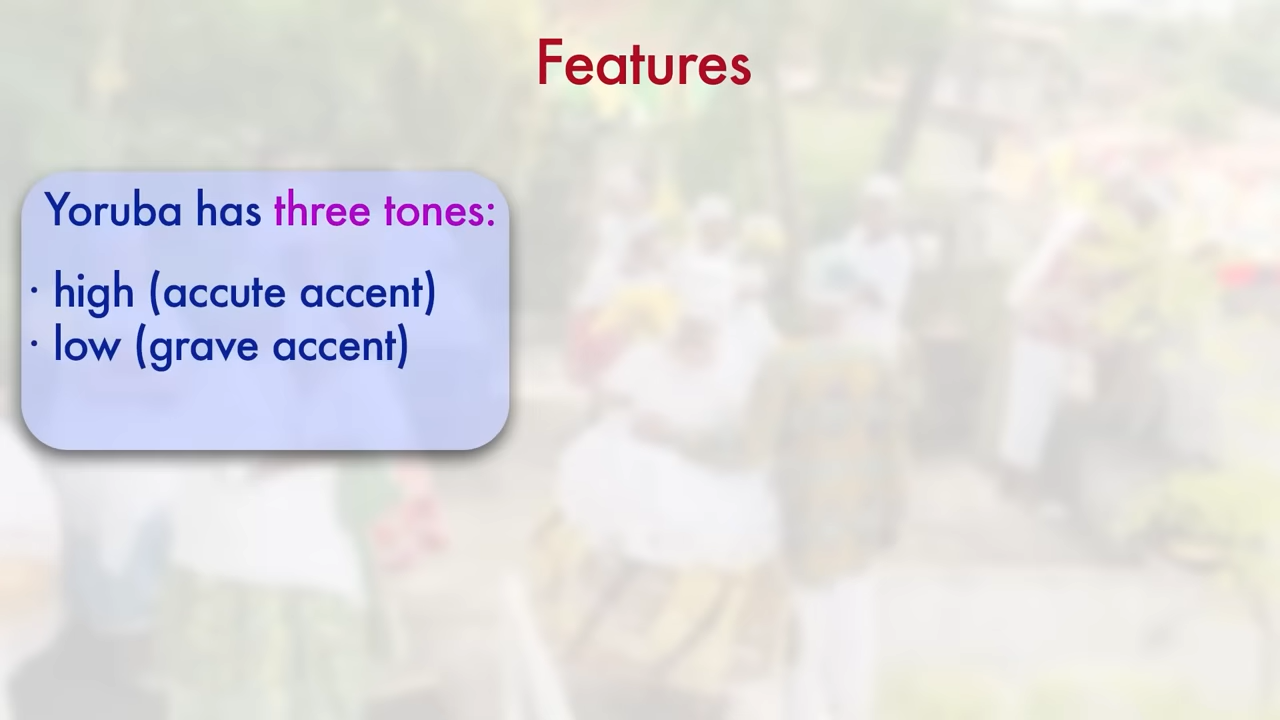 Features
Yoruba has three tones:
· high (accute accent)
· low (grave accent)